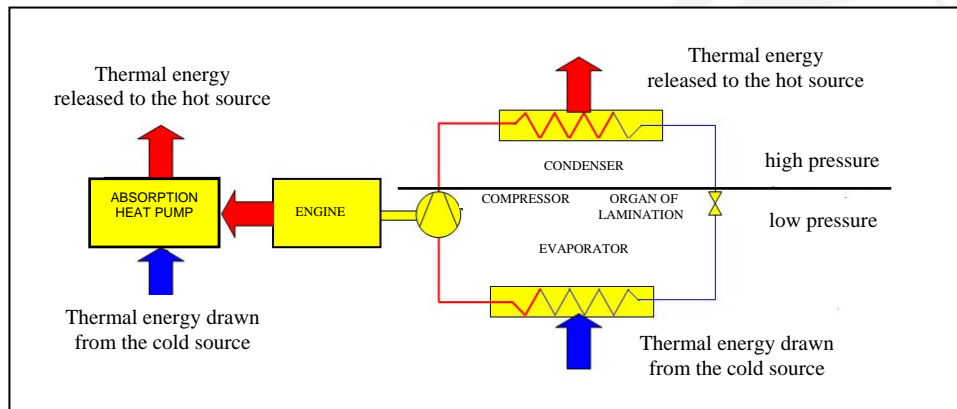 Thermal energy
released to the hot source
Thermal energy
released to the hot source
CONDENSER
high pressure
ABSORPTION
HEAT PUMP
ENGINE
COMPRESSOR
ORGAN OF
LAMINATION
low pressure
EVAPORATOR
Thermal energy drawn
from the cold source
Thermal energy drawn
from the cold source